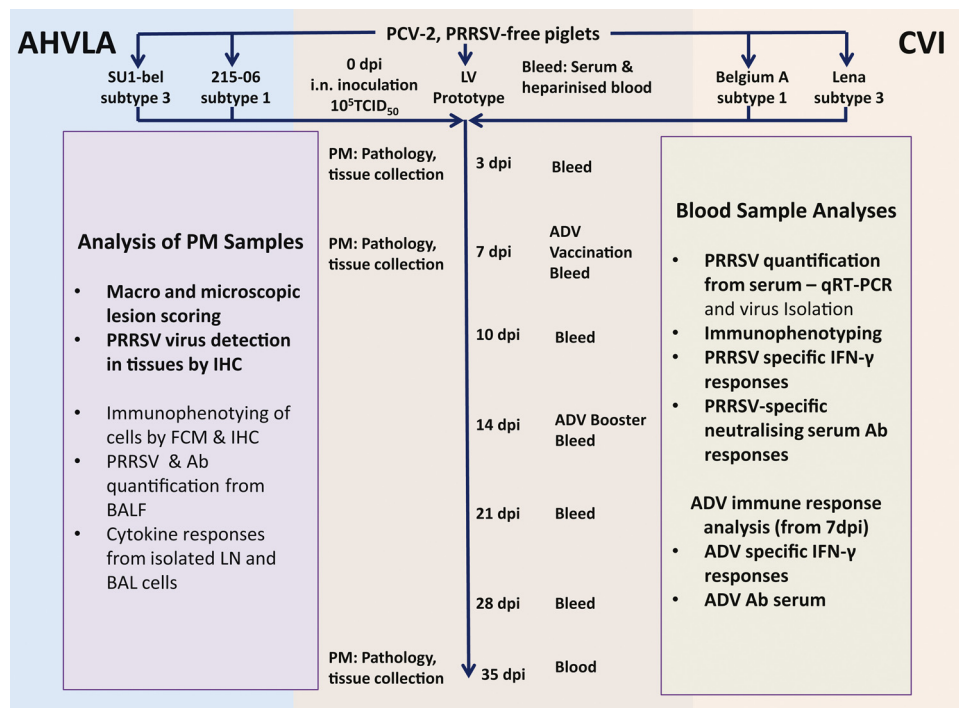 AHVLA
PCV-2, PRRSV-free piglets
CVI
SU1-bel
subtype 3
215-06
subtype 1
0 dpi
i.n. inoculation
10⁵TCID₅₀
LV
Prototype
Bleed: Serum &
heparinised blood
Belgium A
subtype 1
Lena
subtype 3
PM: Pathology,
tissue collection
3 dpi
Bleed
PM: Pathology,
tissue collection
7 dpi
ADV
Vaccination
Bleed
10 dpi
Bleed
14 dpi
ADV Booster
Bleed
21 dpi
Bleed
28 dpi
Bleed
PM: Pathology,
tissue collection
35 dpi
Blood
Analysis of PM Samples
• Macro and microscopic
lesion scoring
• PRRSV virus detection
in tissues by IHC
• Immunophenotying of
cells by FCM & IHC
• PRRSV & Ab
quantification from
BALF
• Cytokine responses
from isolated LN and
BAL cells
Blood Sample Analyses
• PRRSV quantification
from serum – qRT-PCR
and virus Isolation
• Immunophenotyping
• PRRSV specific IFN-γ
responses
• PRRSV-specific
neutralising serum Ab
responses
ADV immune response
analysis (from 7dpi)
• ADV specific IFN-γ
responses
• ADV Ab serum